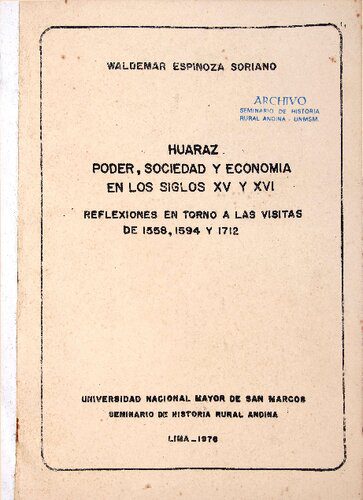 WALDEMAR ESPINOZA SORIANO
ARCHIVO
SEMINARIO DE HISTORIA
RURAL ANDINA - UNMSM.
HUARAZ
PODER, SOCIEDAD Y ECONOMIA
EN LOS SIGLOS XV Y XVI
REFLEXIONES EN TORNO A LAS VISITAS
DE 1558, 1594 Y 1712
UNIVERSIDAD NACIONAL MAYOR DE SAN MARCOS
SEMINARIO DE HISTORIA RURAL ANDINA
LIMA-1978